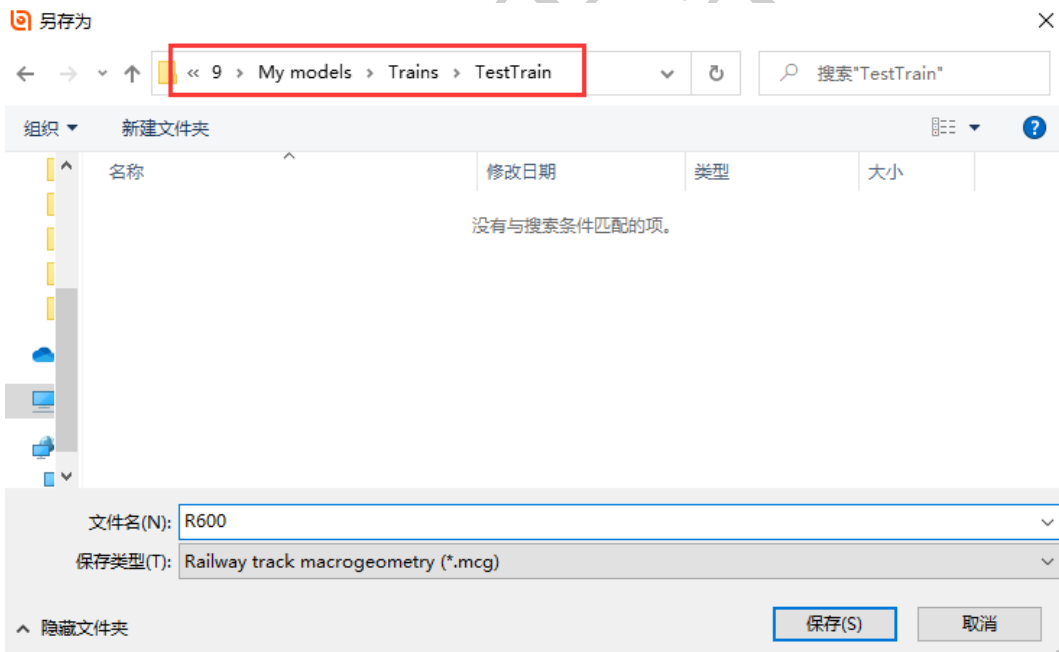 另存为
« 9 › My models › Trains › TestTrain
搜索"TestTrain"
组织 新建文件夹
名称 修改日期 类型 大小
没有与搜索条件匹配的项。
文件名(N): R600
保存类型(T): Railway track macrogeometry (*.mcg)
隐藏文件夹 保存(S) 取消